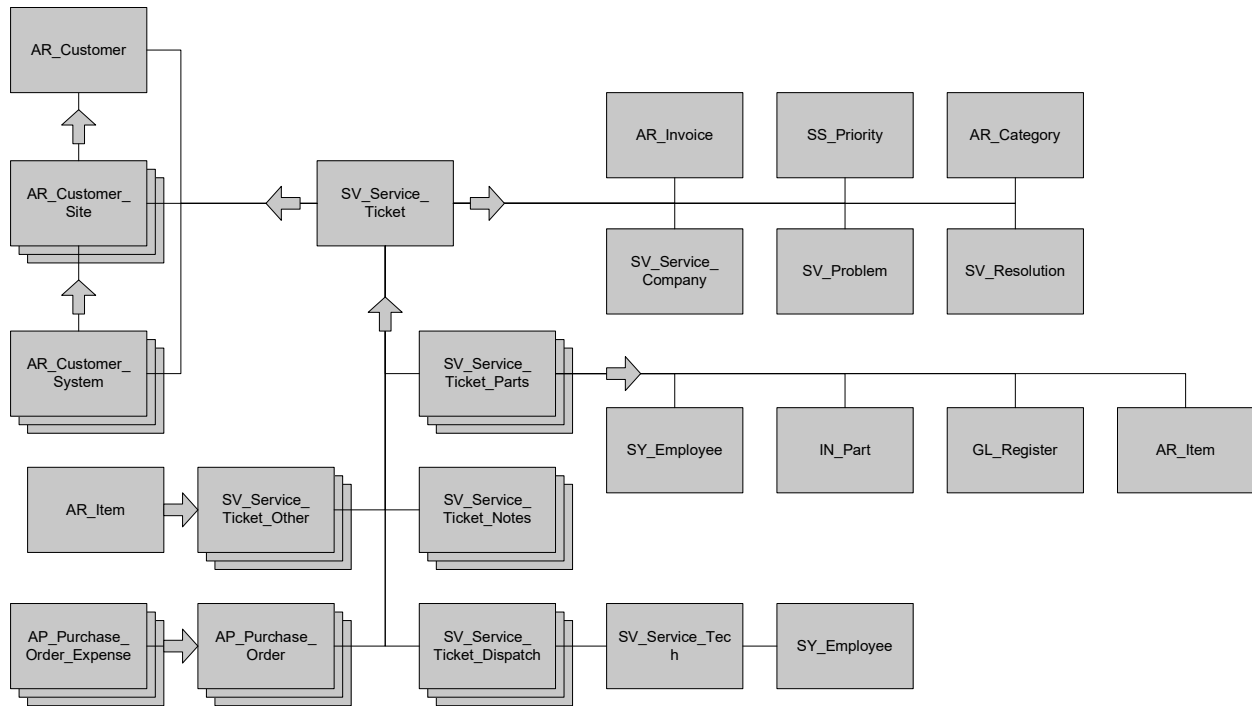 AR_Customer
AR_Invoice
SS_Priority
AR_Category
AR_Customer_
Site
SV_Service_
Ticket
SV_Service_
Company
SV_Problem
SV_Resolution
AR_Customer_
System
SV_Service_
Ticket_Parts
SY_Employee
IN_Part
GL_Register
AR_Item
AR_Item
SV_Service_
Ticket_Other
SV_Service_
Ticket_Notes
AP_Purchase_
Order_Expense
AP_Purchase_
Order
SV_Service_
Ticket_Dispatch
SV_Service_Tec
h
SY_Employee